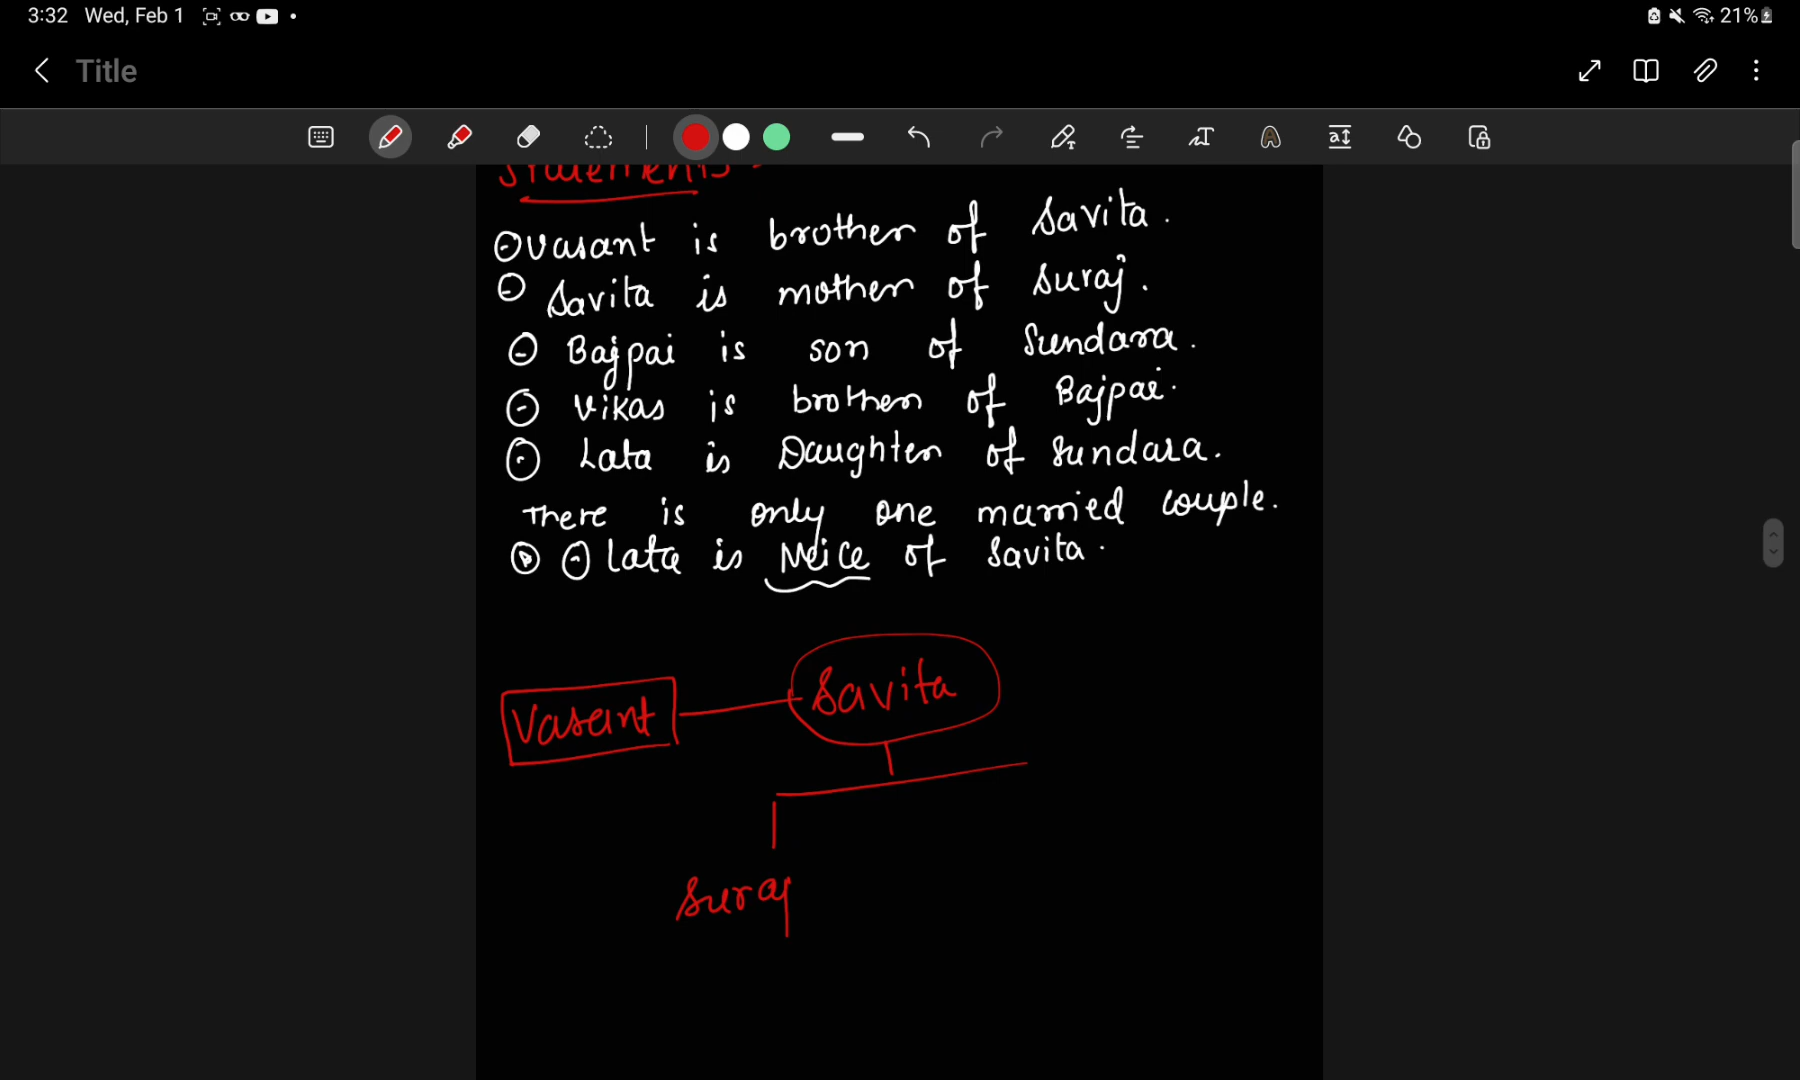 3:32 Wed, Feb 1
21%
Title
Statements -
Vasant is brother of Savita.
Savita is mother of Suraj.
Bajpai is son of Sundara.
Vikas is brother of Bajpai.
Lata is Daughter of Sundara.
There is only one married couple.
Lata is Neice of Savita.
Vasant
Savita
Suraj